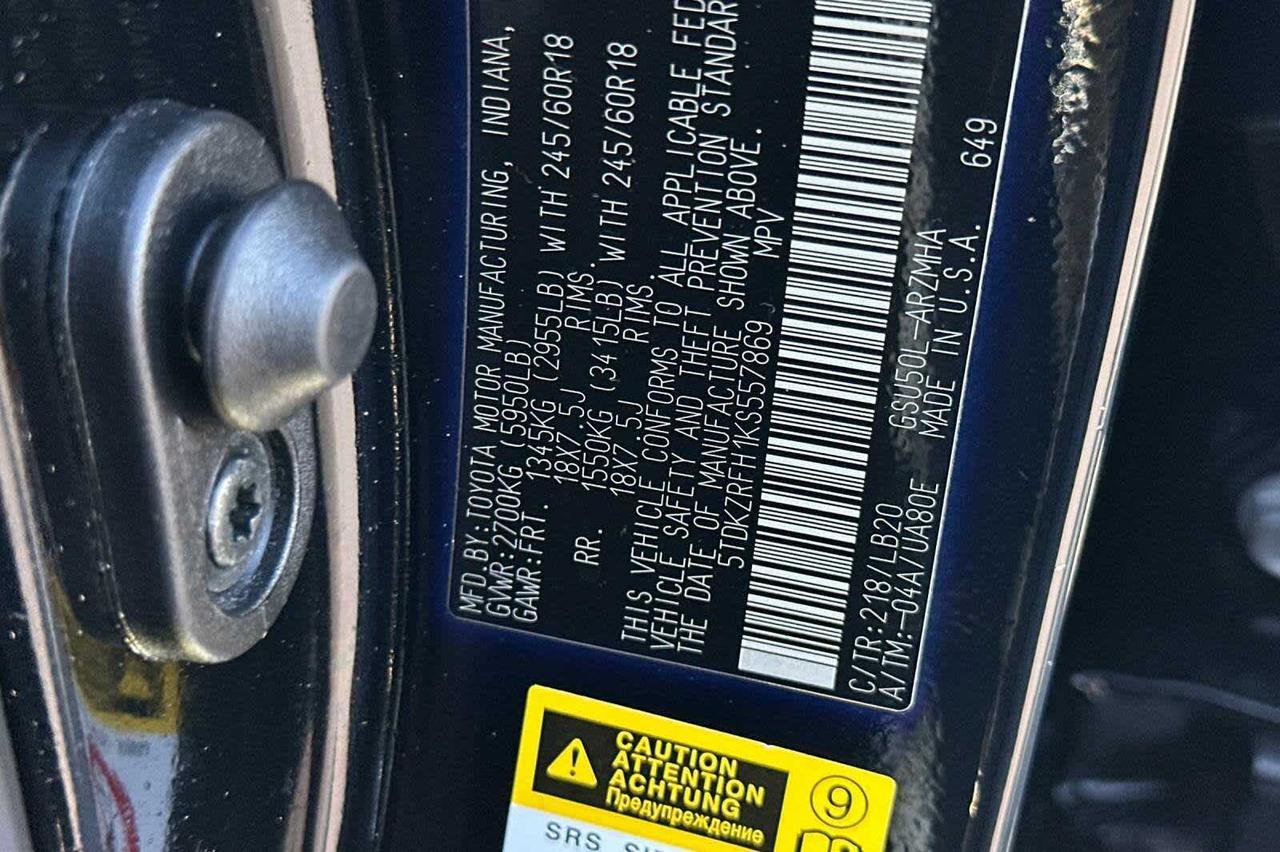 MFD.BY:TOYOTA MOTOR MANUFACTURING, INDIANA,
GVWR:2700KG(5950LB)
GAWR:FRT. 1345KG (2955LB) WITH 245/60R18
18X7.5J RIMS.
RR. 1550KG (3415LB) WITH 245/60R18
18X7.5J RIMS.
THIS VEHICLE CONFORMS TO ALL APPLICABLE FED
VEHICLE SAFETY AND THEFT PREVENTION STANDAR
THE DATE OF MANUFACTURE SHOWN ABOVE.
5TDKZRFH1KS557869 MPV
C/TR:218/LB20 GSU50L-ARZMHA 649
A/TM:-04A/UA80E MADE IN U.S.A.
CAUTION
ATTENTION
ACHTUNG
Предупреждение
9
SRS